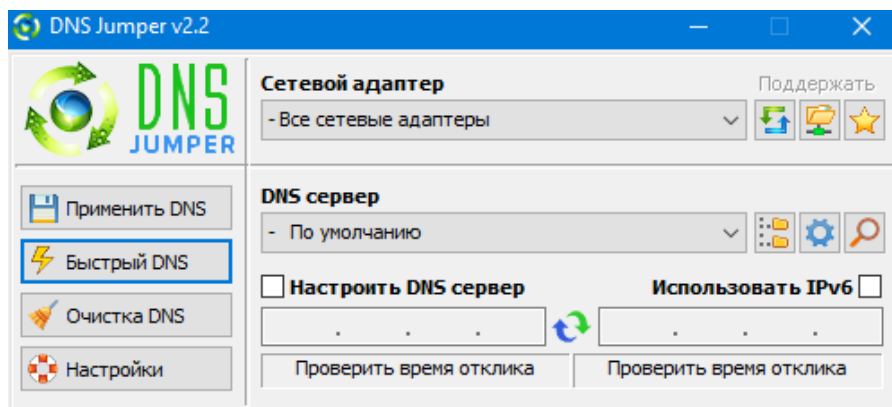 DNS Jumper v2.2
DNS
JUMPER
Сетевой адаптер
Поддержать
- Все сетевые адаптеры
Применить DNS
Быстрый DNS
Очистка DNS
Настройки
DNS сервер
- По умолчанию
Настроить DNS сервер
Использовать IPv6
. . .
. . .
Проверить время отклика
Проверить время отклика